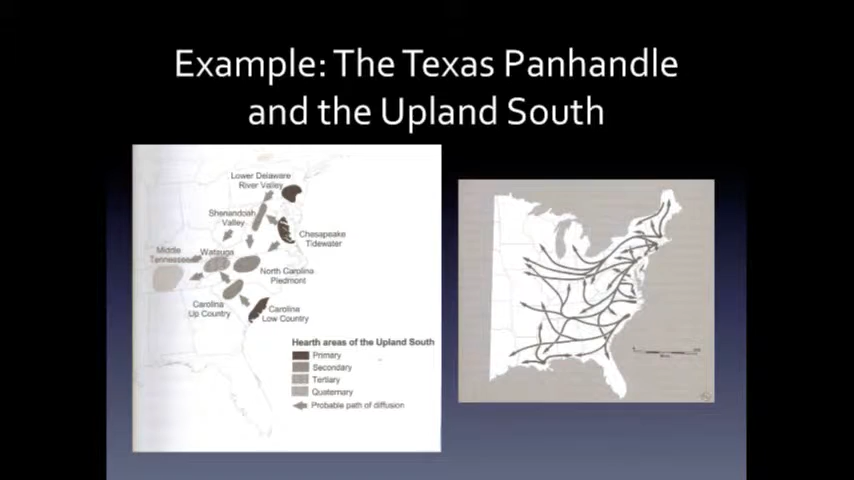 Example: The Texas Panhandle
and the Upland South
Lower Delaware
River Valley
Shenandoah
Valley
Chesapeake
Tidewater
Middle
Tennessee
Watauga
North Carolina
Piedmont
Carolina
Up Country
Carolina
Low Country
Hearth areas of the Upland South
Primary
Secondary
Tertiary
Quaternary
Probable path of diffusion